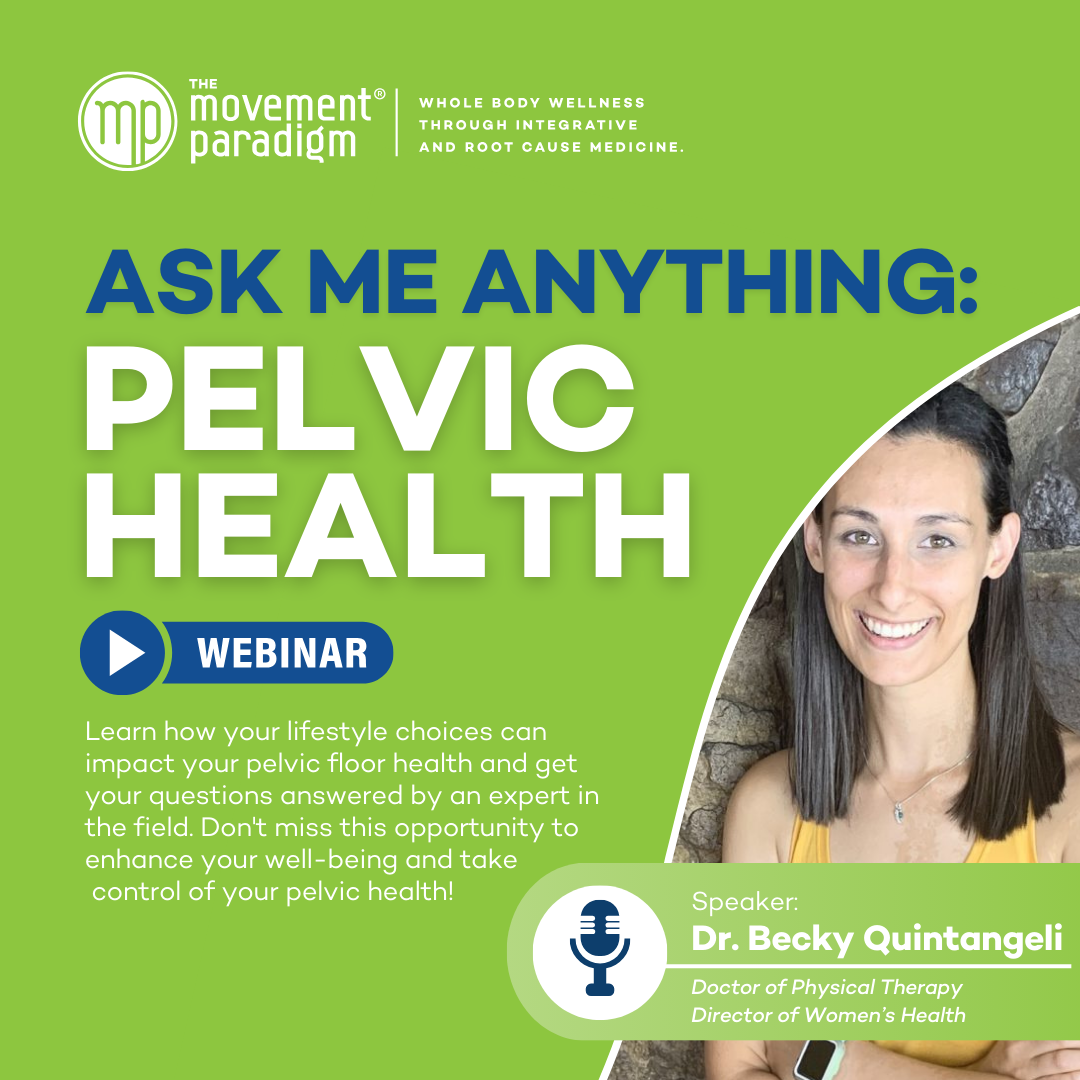 mp
THE
movement®
paradigm
WHOLE BODY WELLNESS
THROUGH INTEGRATIVE
AND ROOT CAUSE MEDICINE.
ASK ME ANYTHING:
PELVIC
HEALTH
WEBINAR
Learn how your lifestyle choices can
impact your pelvic floor health and get
your questions answered by an expert in
the field. Don't miss this opportunity to
enhance your well-being and take
control of your pelvic health!
Speaker:
Dr. Becky Quintangeli
Doctor of Physical Therapy
Director of Women's Health